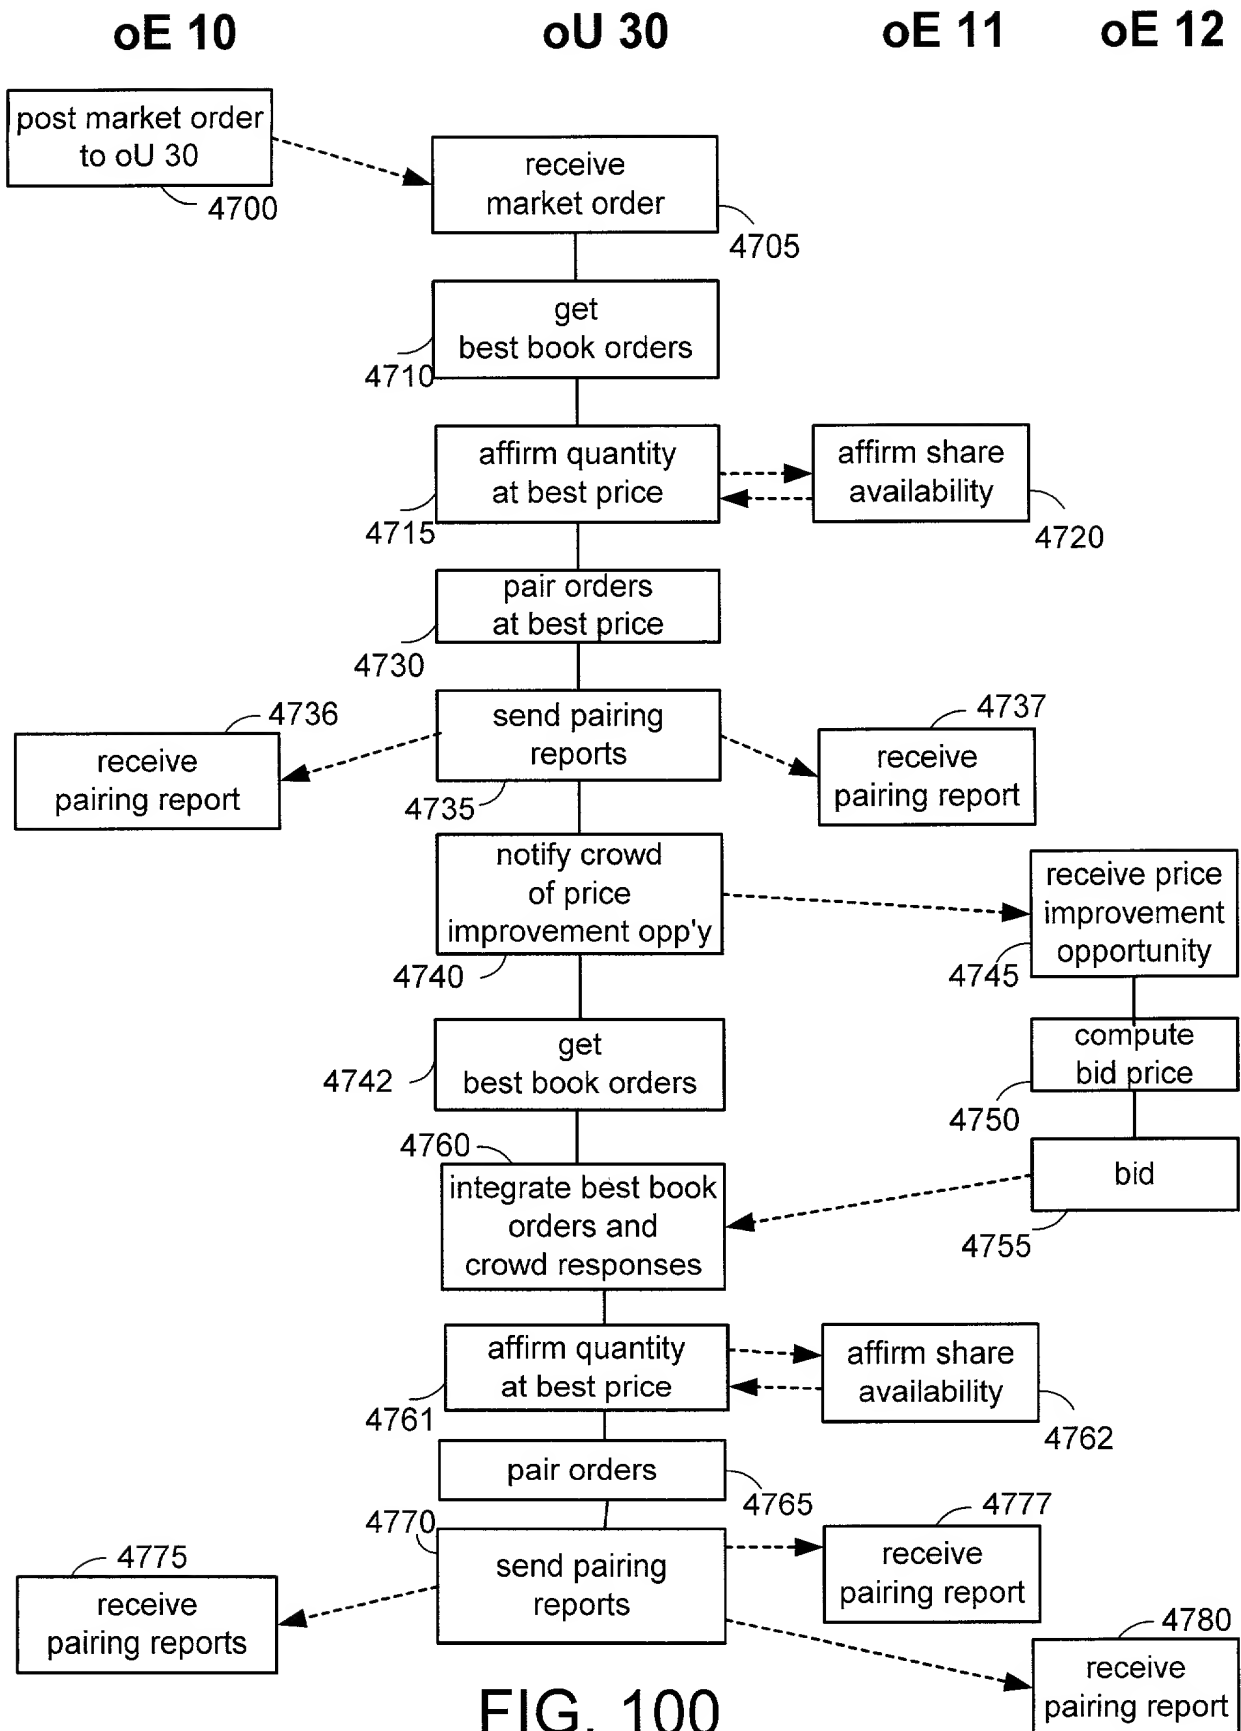 oE 10
oU 30
oE 11
oE 12
post market order
to oU 30
4700
receive
market order
4705
get
best book orders
4710
affirm quantity
at best price
4715
affirm share
availability
4720
pair orders
at best price
4730
send pairing
reports
4735
4736
receive
pairing report
4737
receive
pairing report
notify crowd
of price
improvement opp'y
4740
receive price
improvement
opportunity
4745
get
best book orders
4742
compute
bid price
4750
bid
4755
4760
integrate best book
orders and
crowd responses
affirm quantity
at best price
4761
affirm share
availability
4762
pair orders
4765
4770
send pairing
reports
4775
receive
pairing reports
4777
receive
pairing report
4780
receive
pairing report
FIG. 100